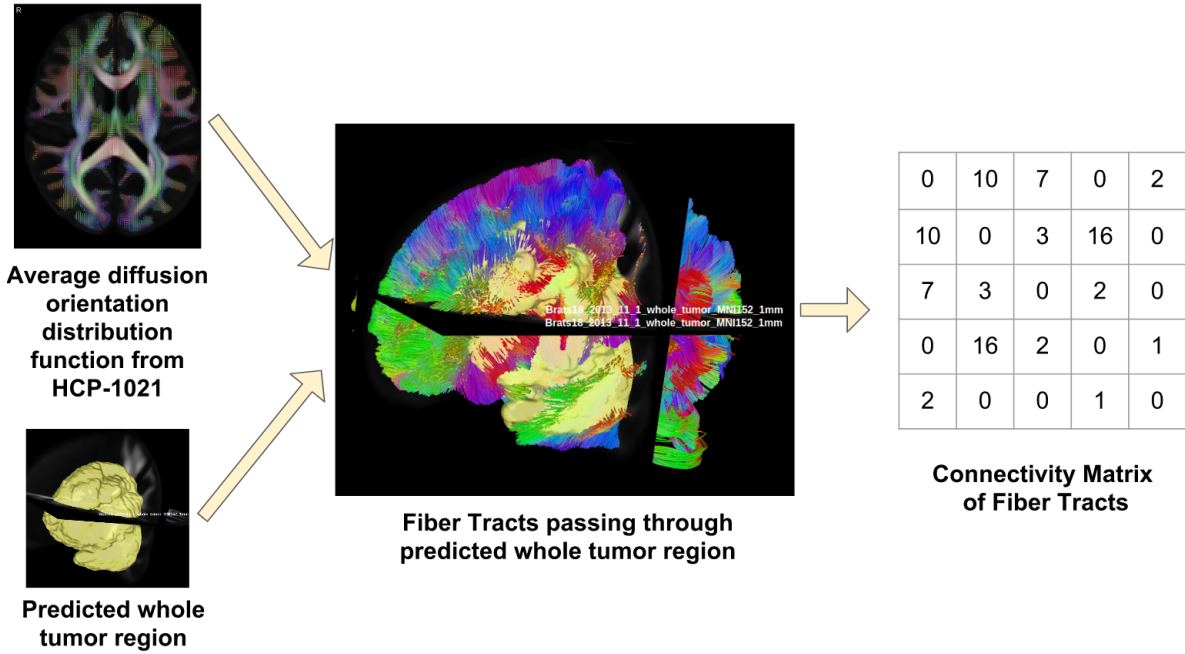 R
Average diffusion
orientation
distribution
function from
HCP-1021
Predicted whole
tumor region
Brats18_2013_11_1_whole_tumor_MNI152_1mm
Brats18_2013_11_1_whole_tumor_MNI152_1mm
Fiber Tracts passing through
predicted whole tumor region
0 10 7 0 2
10 0 3 16 0
7 3 0 2 0
0 16 2 0 1
2 0 0 1 0
Connectivity Matrix
of Fiber Tracts